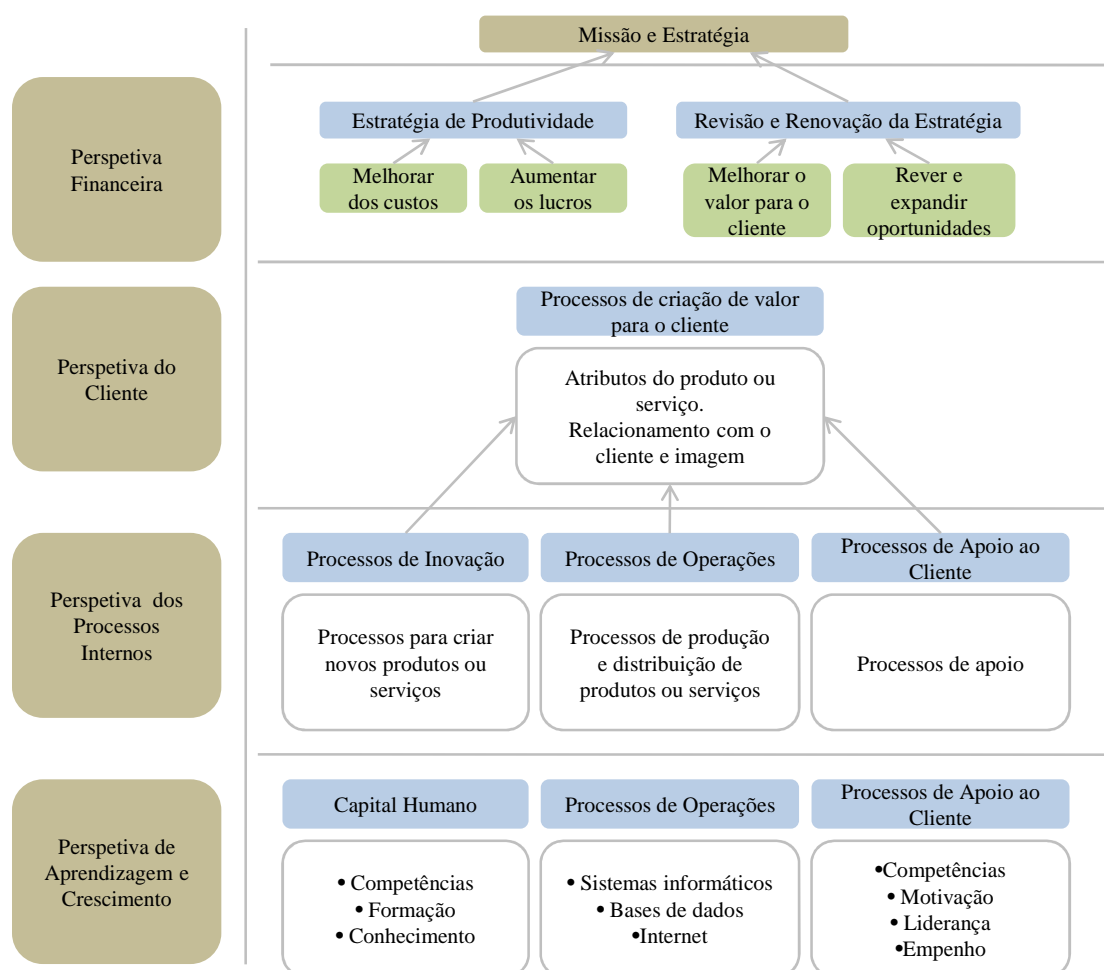 Missão e Estratégia
Perspetiva
Financeira
Estratégia de Produtividade
Revisão e Renovação da Estratégia
Melhorar
dos custos
Aumentar
os lucros
Melhorar o
valor para o
cliente
Rever e
expandir
oportunidades
Perspetiva do
Cliente
Processos de criação de valor
para o cliente
Atributos do produto ou
serviço.
Relacionamento com o
cliente e imagem
Perspetiva dos
Processos
Internos
Processos de Inovação
Processos de Operações
Processos de Apoio ao
Cliente
Processos para criar
novos produtos ou
serviços
Processos de produção
e distribuição de
produtos ou serviços
Processos de apoio
Perspetiva de
Aprendizagem e
Crescimento
Capital Humano
Processos de Operações
Processos de Apoio ao
Cliente
• Competências
• Formação
• Conhecimento
• Sistemas informáticos
• Bases de dados
•Internet
•Competências
• Motivação
• Liderança
•Empenho